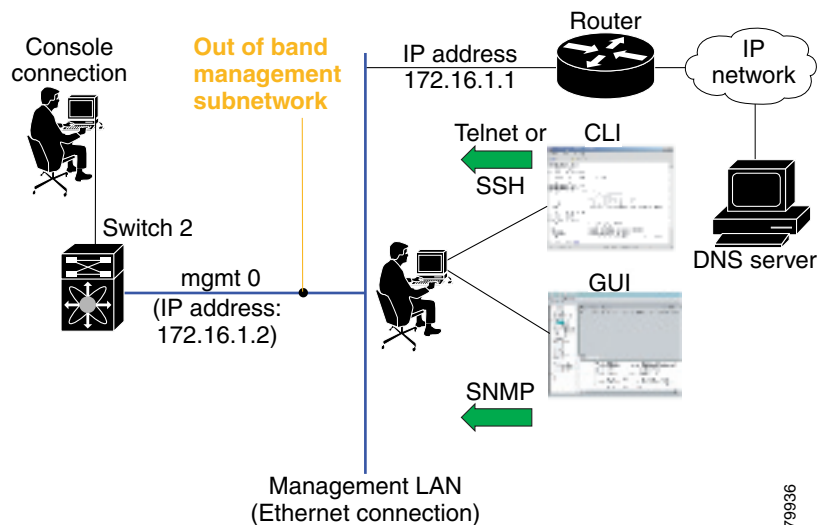 Console
connection
Out of band
management
subnetwork
Router
IP address
172.16.1.1
IP
network
Telnet or
SSH
CLI
Switch 2
DNS server
mgmt 0
(IP address:
172.16.1.2)
GUI
SNMP
Management LAN
(Ethernet connection)
79936